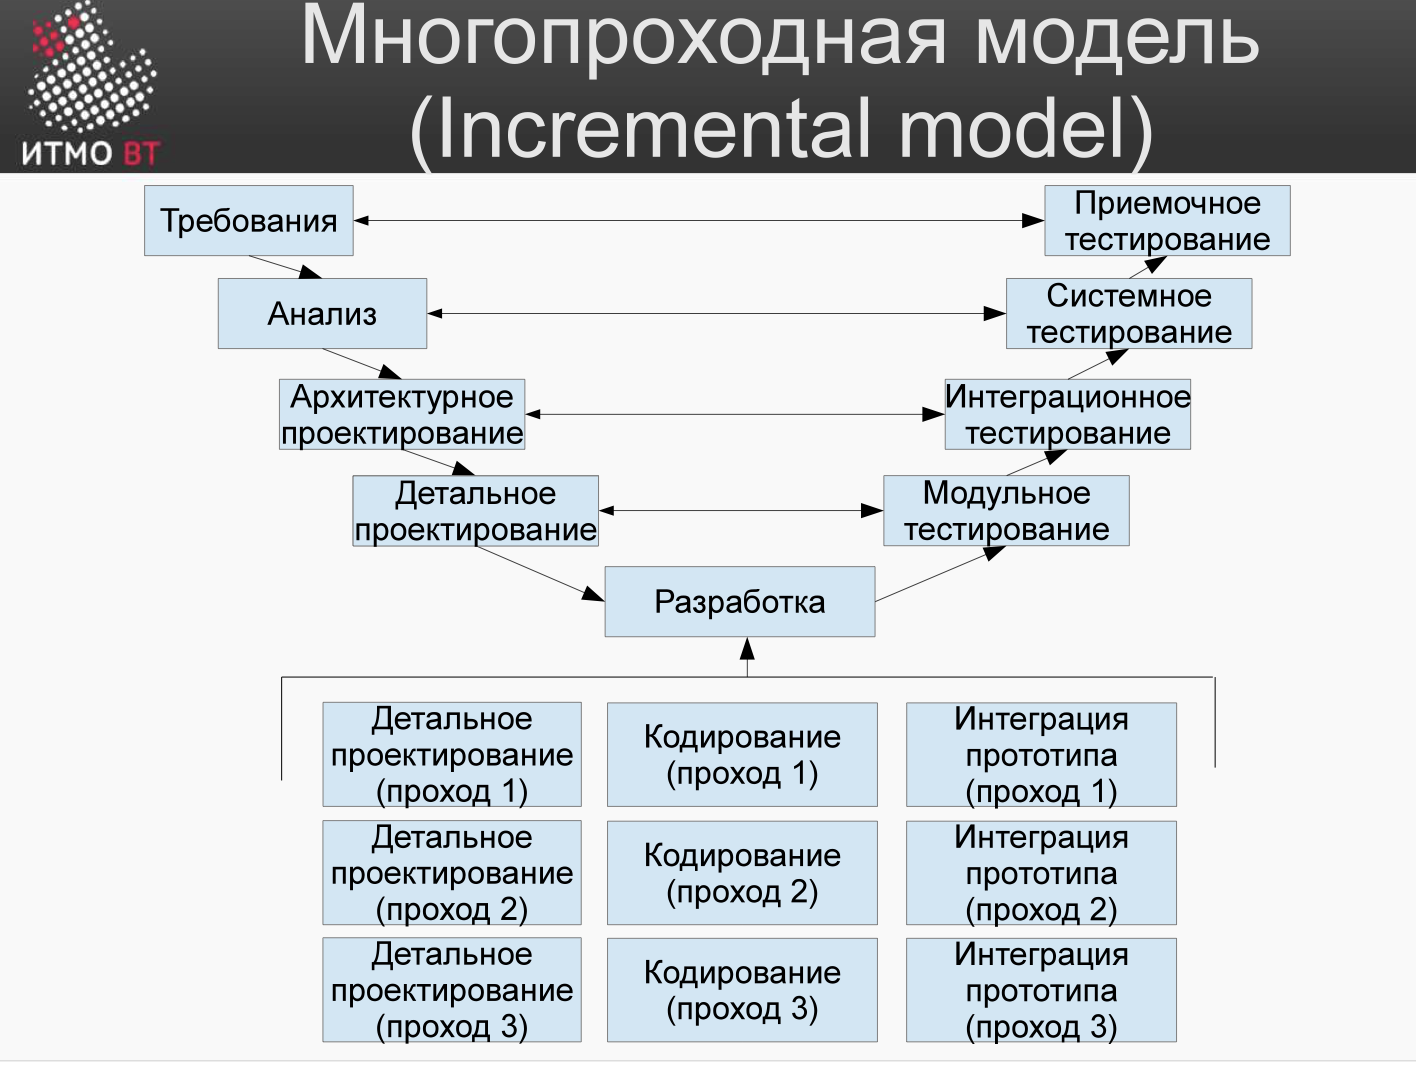 Многопроходная модель
(Incremental model)
ИТМО ВТ
Требования
Приемочное
тестирование
Анализ
Системное
тестирование
Архитектурное
проектирование
Интеграционное
тестирование
Детальное
проектирование
Модульное
тестирование
Разработка
Детальное
проектирование
(проход 1)
Кодирование
(проход 1)
Интеграция
прототипа
(проход 1)
Детальное
проектирование
(проход 2)
Кодирование
(проход 2)
Интеграция
прототипа
(проход 2)
Детальное
проектирование
(проход 3)
Кодирование
(проход 3)
Интеграция
прототипа
(проход 3)